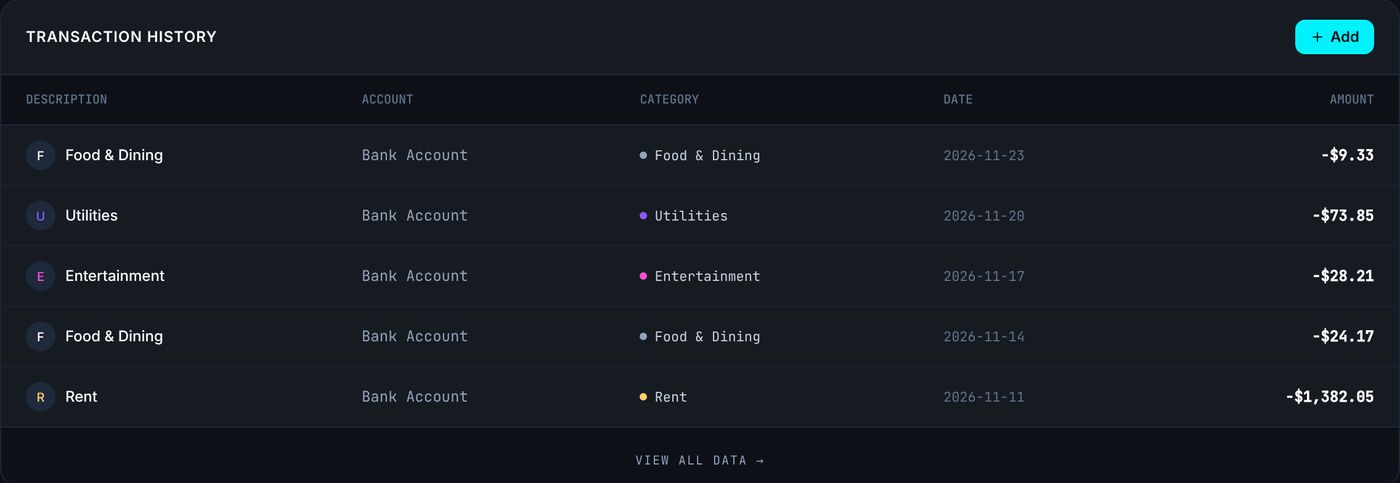 TRANSACTION HISTORY
+ Add
DESCRIPTION ACCOUNT CATEGORY DATE AMOUNT
F Food & Dining Bank Account Food & Dining 2026-11-23 -$9.33
U Utilities Bank Account Utilities 2026-11-20 -$73.85
E Entertainment Bank Account Entertainment 2026-11-17 -$28.21
F Food & Dining Bank Account Food & Dining 2026-11-14 -$24.17
R Rent Bank Account Rent 2026-11-11 -$1,382.05
VIEW ALL DATA →